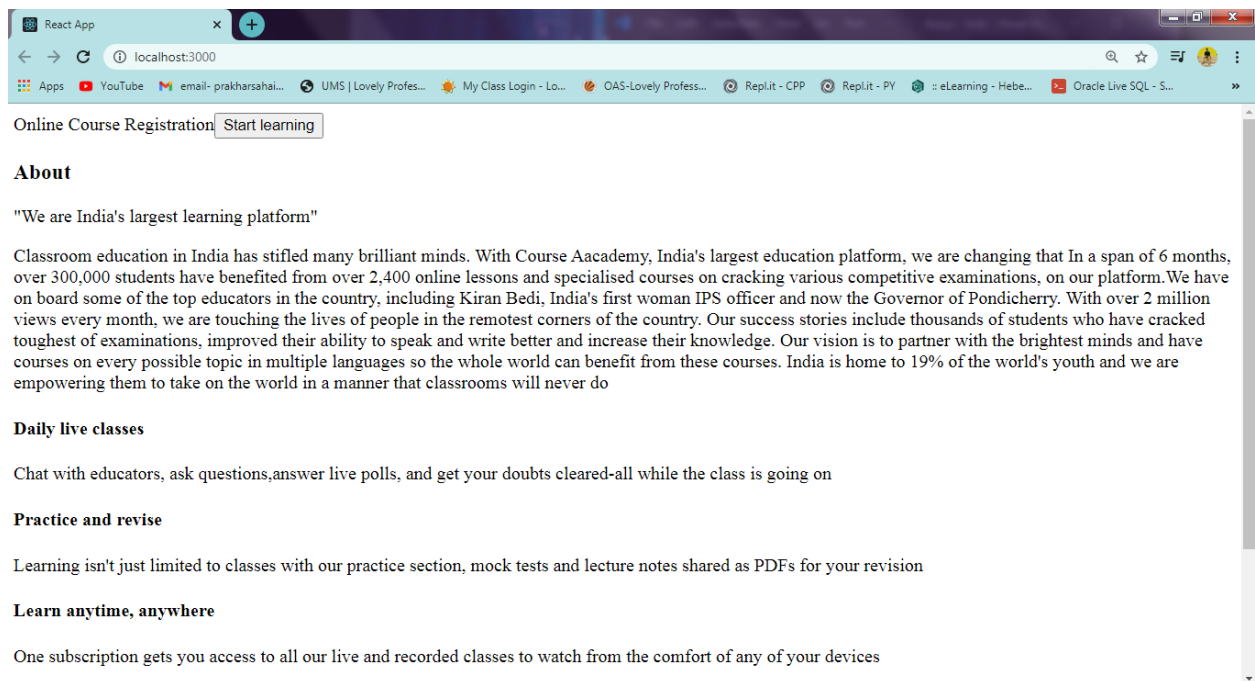 React App
localhost:3000
Apps YouTube email- prakharsahai... UMS | Lovely Profes... My Class Login - Lo... OAS-Lovely Profess... Repl.it - CPP Repl.it - PY :: eLearning - Hebe... Oracle Live SQL - S... »
Online Course Registration Start learning
About
"We are India's largest learning platform"
Classroom education in India has stifled many brilliant minds. With Course Aacademy, India's largest education platform, we are changing that In a span of 6 months,
over 300,000 students have benefited from over 2,400 online lessons and specialised courses on cracking various competitive examinations, on our platform.We have
on board some of the top educators in the country, including Kiran Bedi, India's first woman IPS officer and now the Governor of Pondicherry. With over 2 million
views every month, we are touching the lives of people in the remotest corners of the country. Our success stories include thousands of students who have cracked
toughest of examinations, improved their ability to speak and write better and increase their knowledge. Our vision is to partner with the brightest minds and have
courses on every possible topic in multiple languages so the whole world can benefit from these courses. India is home to 19% of the world's youth and we are
empowering them to take on the world in a manner that classrooms will never do
Daily live classes
Chat with educators, ask questions,answer live polls, and get your doubts cleared-all while the class is going on
Practice and revise
Learning isn't just limited to classes with our practice section, mock tests and lecture notes shared as PDFs for your revision
Learn anytime, anywhere
One subscription gets you access to all our live and recorded classes to watch from the comfort of any of your devices